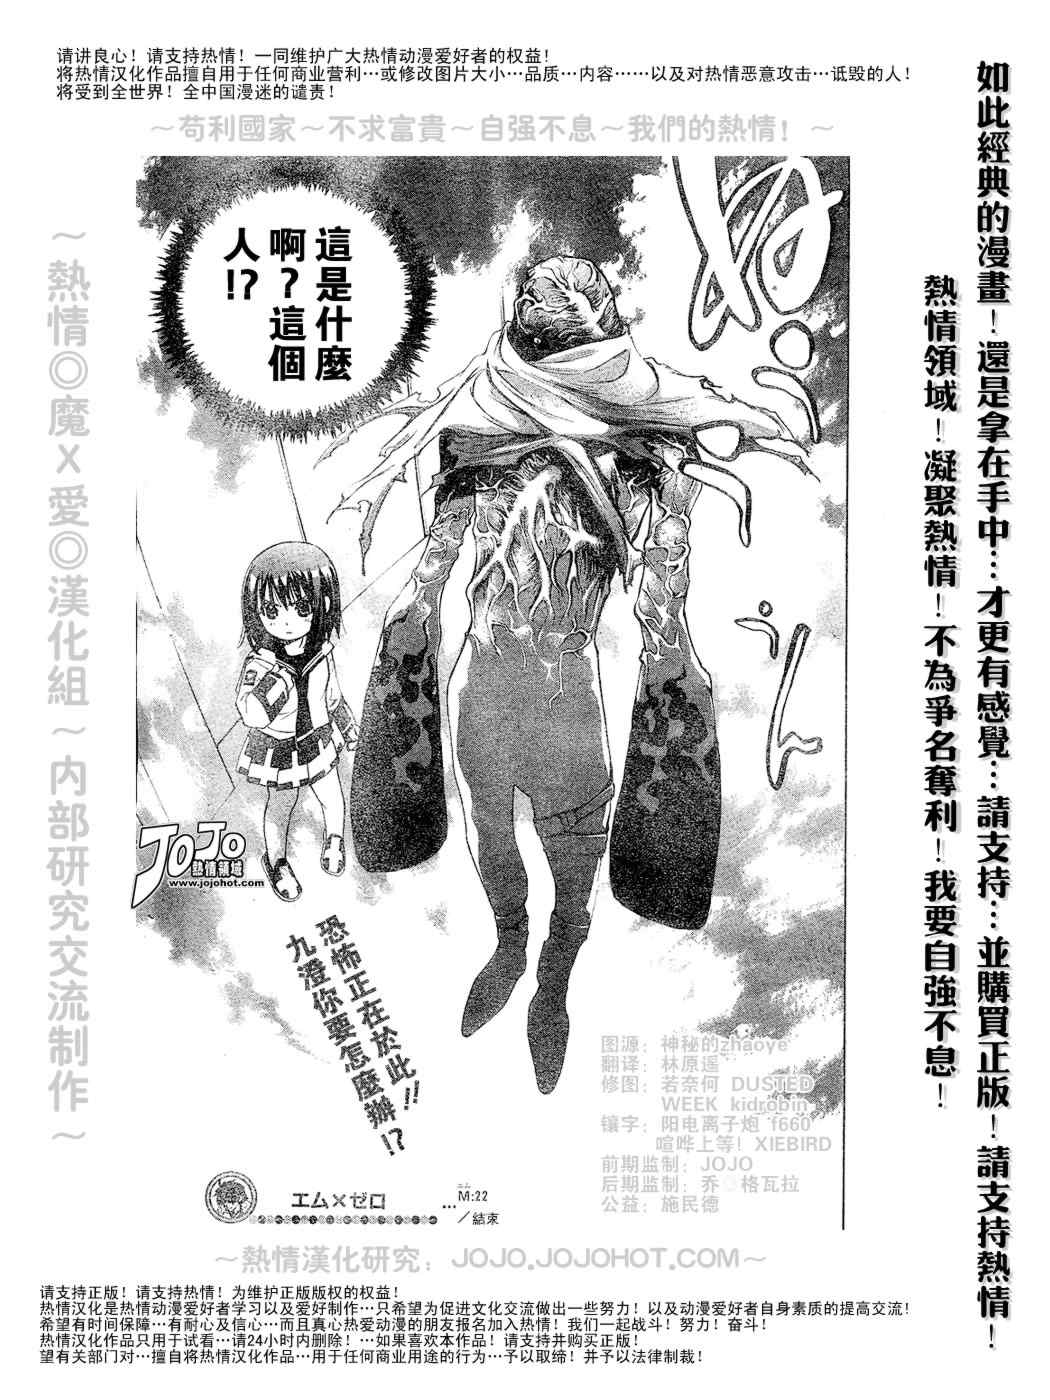 请讲良心！请支持热情！一同维护广大热情动漫爱好者的权益！
将热情汉化作品擅自用于任何商业营利…或修改图片大小…品质…内容……以及对热情恶意攻击…诋毁的人！
将受到全世界！全中国漫迷的谴责！
～苟利國家～不求富貴～自强不息～我們的熱情！～
如此經典的漫畫！還是拿在手中…才更有感覺…請支持…並購買正版！請支持熱情！
熱情領域！凝聚熱情！不為爭名奪利！我要自強不息！
～熱情◎魔X愛◎漢化組～内部研究交流制作～
這是什麼
啊？這個
人!?
JOJO
熱情領域
www.jojohot.com
恐怖正在於此!!
九澄你要怎麼辦!?
图源：神秘的zhaoye
翻译：林原遥
修图：若奈何 DUSTED
WEEK kidrobin
镶字：阳电离子炮 f660
喧哗上等！XIEBIRD
前期监制：JOJO
后期监制：乔◎格瓦拉
公益：施民德
エム×ゼロ
…M:22
／結束
～熱情漢化研究：JOJO.JOJOHOT.COM～
请支持正版！请支持热情！为维护正版版权的权益！
热情汉化是热情动漫爱好者学习以及爱好制作…只希望为促进文化交流做出一些努力！以及动漫爱好者自身素质的提高交流！
希望有时间保障…有耐心及信心…而且真心热爱动漫的朋友报名加入热情！我们一起战斗！努力！奋斗！
热情汉化作品只用于试看…请24小时内删除！…如果喜欢本作品！请支持并购买正版！
望有关部门对…擅自将热情汉化作品…用于任何商业用途的行为…予以取缔！并予以法律制裁！